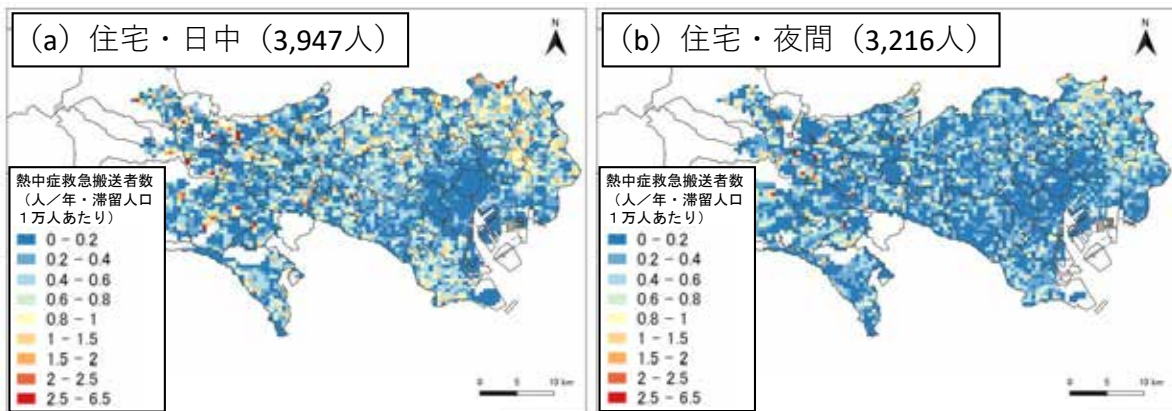 (a) 住宅・日中（3,947人）
N
熱中症救急搬送者数
（人／年・滞留人口
１万人あたり）
0 - 0.2
0.2 - 0.4
0.4 - 0.6
0.6 - 0.8
0.8 - 1
1 - 1.5
1.5 - 2
2 - 2.5
2.5 - 6.5
0 5 10 km
(b) 住宅・夜間（3,216人）
N
熱中症救急搬送者数
（人／年・滞留人口
１万人あたり）
0 - 0.2
0.2 - 0.4
0.4 - 0.6
0.6 - 0.8
0.8 - 1
1 - 1.5
1.5 - 2
2 - 2.5
2.5 - 6.5
0 5 10 km